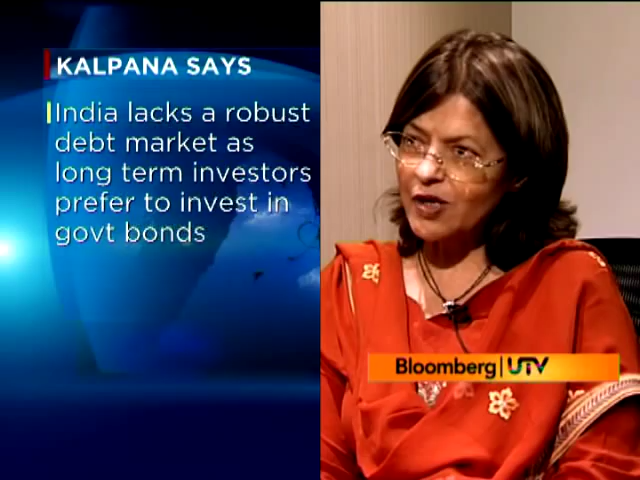 KALPANA SAYS
India lacks a robust
debt market as
long term investors
prefer to invest in
govt bonds
Bloomberg | UTV